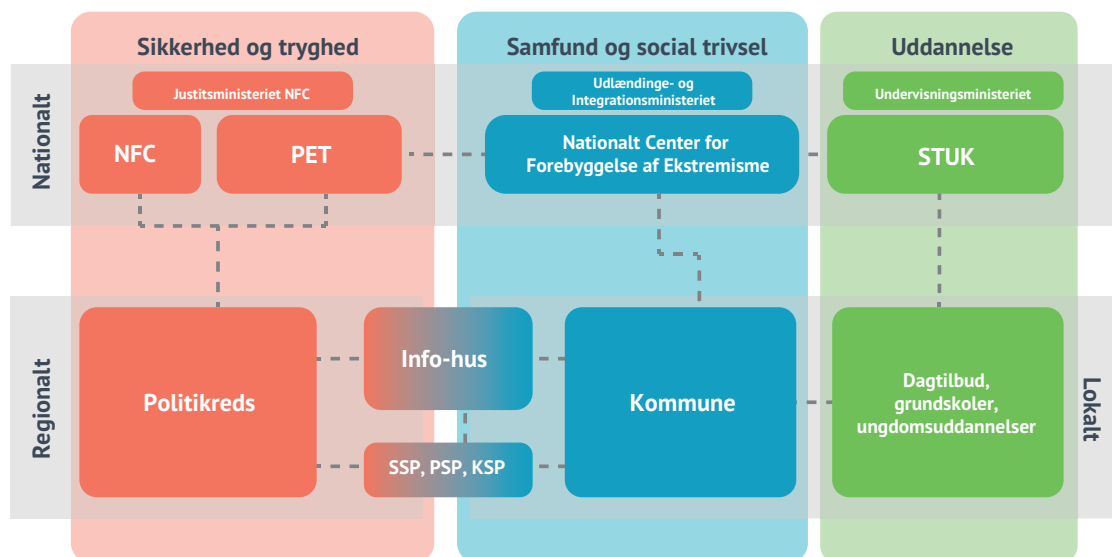 Sikkerhed og tryghed
Samfund og social trivsel
Uddannelse
Nationalt
Justitsministeriet NFC
Udlændinge- og
Integrationsministeriet
Undervisningsministeriet
NFC
PET
Nationalt Center for
Forebyggelse af Ekstremisme
STUK
Regionalt
Politikreds
Info-hus
SSP, PSP, KSP
Kommune
Dagtilbud,
grundskoler,
ungdomsuddannelser
Lokalt